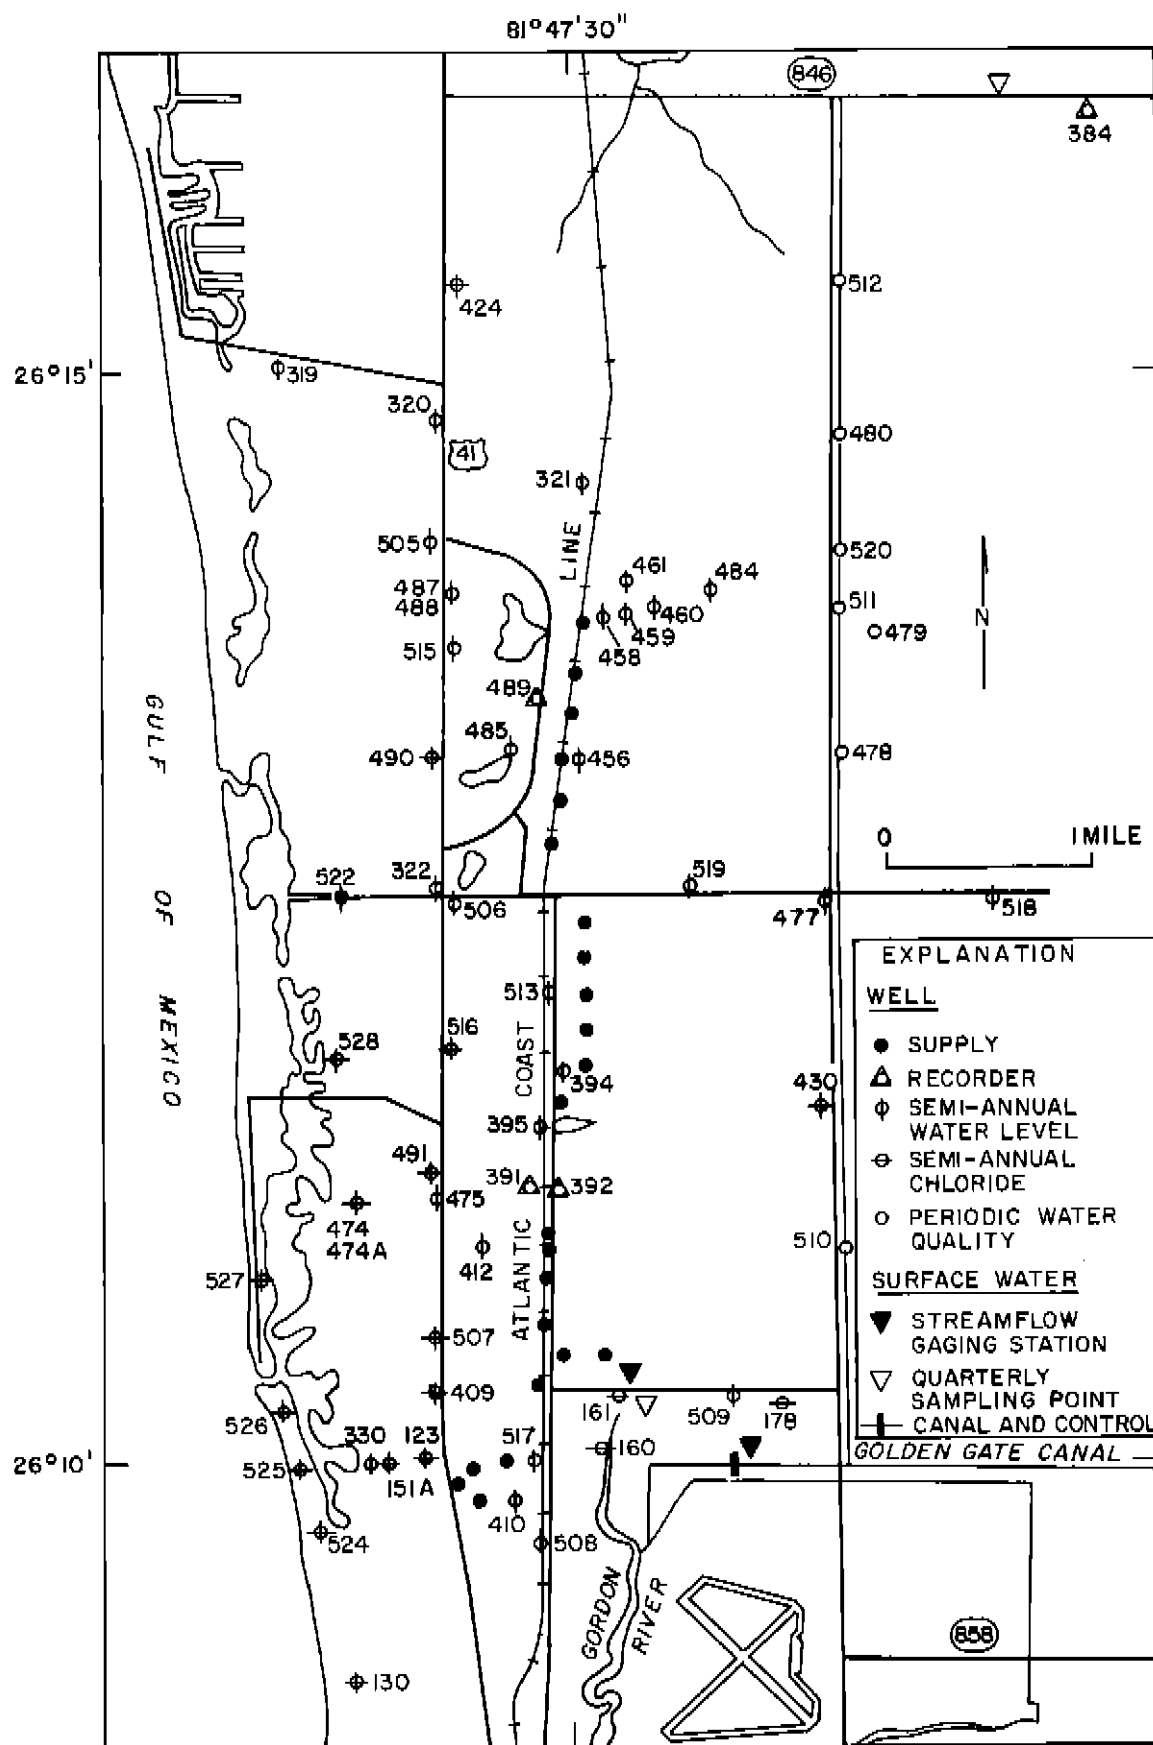 81°47'30"
846
384
512
424
26°15'
319
320
41
480
321
505
LINE
520
461
484
487
488
511
460
479
459
458
N
515
489
GULF
485
490
456
478
0 1 MILE
322
522
519
506
477
518
OF
EXPLANATION
WELL
SUPPLY
RECORDER
SEMI-ANNUAL
WATER LEVEL
SEMI-ANNUAL
CHLORIDE
PERIODIC WATER
QUALITY
SURFACE WATER
STREAMFLOW
GAGING STATION
QUARTERLY
SAMPLING POINT
CANAL AND CONTROL
GOLDEN GATE CANAL
513
MEXICO
COAST
516
528
394
430
395
491
391
392
475
474
474A
412
510
527
ATLANTIC
507
409
161
509
178
526
330
123
517
160
26°10'
525
151A
410
524
508
GORDON
RIVER
858
130